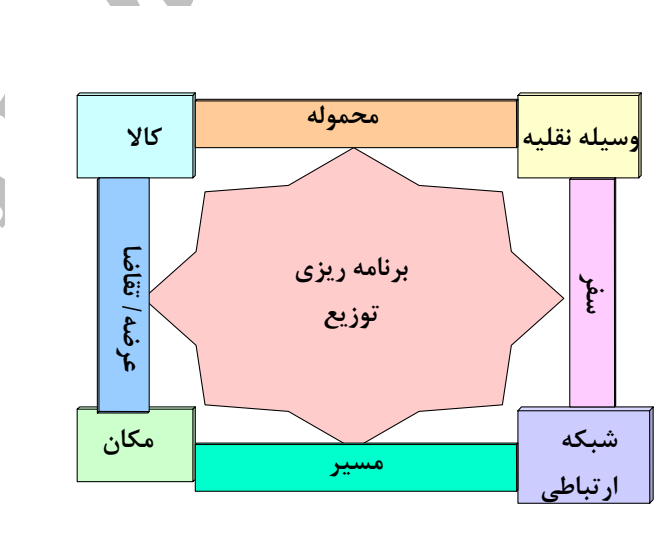 وسیله نقلیه
محموله
کالا
سفر
برنامه ریزی
توزیع
عرضه/ تقاضا
شبکه
ارتباطی
مسیر
مکان